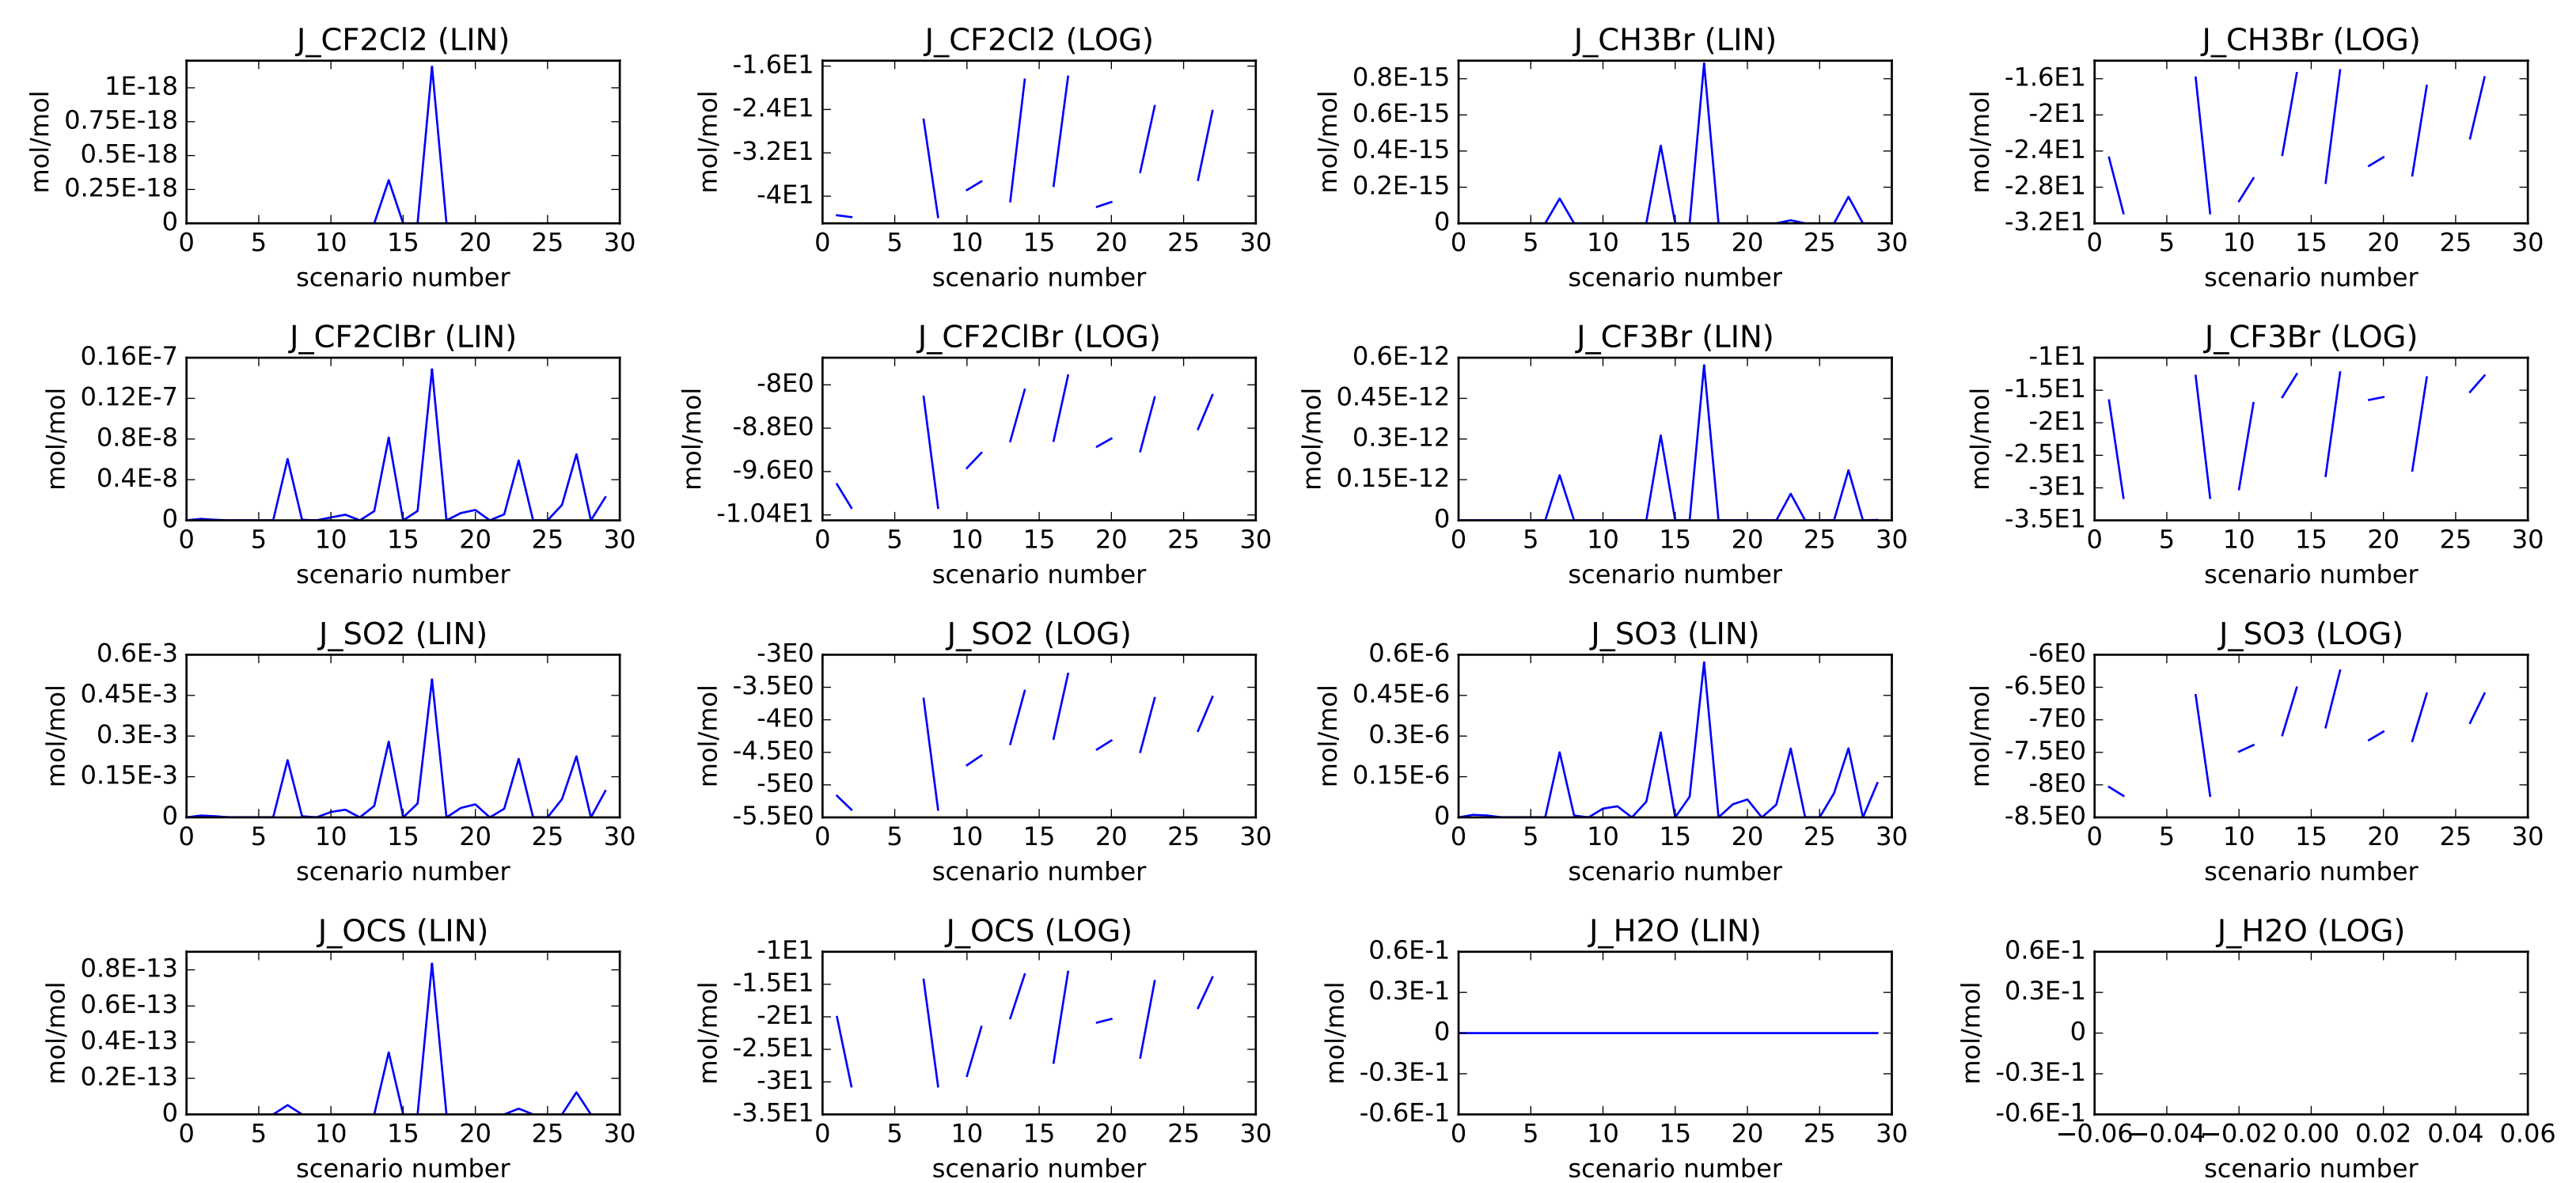 J_CF2Cl2 (LIN)
mol/mol
1E-18
0.75E-18
0.5E-18
0.25E-18
0
0 5 10 15 20 25 30
scenario number
J_CF2Cl2 (LOG)
mol/mol
-1.6E1
-2.4E1
-3.2E1
-4E1
0 5 10 15 20 25 30
scenario number
J_CH3Br (LIN)
mol/mol
0.8E-15
0.6E-15
0.4E-15
0.2E-15
0
0 5 10 15 20 25 30
scenario number
J_CH3Br (LOG)
mol/mol
-1.6E1
-2E1
-2.4E1
-2.8E1
-3.2E1
0 5 10 15 20 25 30
scenario number
J_CF2ClBr (LIN)
mol/mol
0.16E-7
0.12E-7
0.8E-8
0.4E-8
0
0 5 10 15 20 25 30
scenario number
J_CF2ClBr (LOG)
mol/mol
-8E0
-8.8E0
-9.6E0
-1.04E1
0 5 10 15 20 25 30
scenario number
J_CF3Br (LIN)
mol/mol
0.6E-12
0.45E-12
0.3E-12
0.15E-12
0
0 5 10 15 20 25 30
scenario number
J_CF3Br (LOG)
mol/mol
-1E1
-1.5E1
-2E1
-2.5E1
-3E1
-3.5E1
0 5 10 15 20 25 30
scenario number
J_SO2 (LIN)
mol/mol
0.6E-3
0.45E-3
0.3E-3
0.15E-3
0
0 5 10 15 20 25 30
scenario number
J_SO2 (LOG)
mol/mol
-3E0
-3.5E0
-4E0
-4.5E0
-5E0
-5.5E0
0 5 10 15 20 25 30
scenario number
J_SO3 (LIN)
mol/mol
0.6E-6
0.45E-6
0.3E-6
0.15E-6
0
0 5 10 15 20 25 30
scenario number
J_SO3 (LOG)
mol/mol
-6E0
-6.5E0
-7E0
-7.5E0
-8E0
-8.5E0
0 5 10 15 20 25 30
scenario number
J_OCS (LIN)
mol/mol
0.8E-13
0.6E-13
0.4E-13
0.2E-13
0
0 5 10 15 20 25 30
scenario number
J_OCS (LOG)
mol/mol
-1E1
-1.5E1
-2E1
-2.5E1
-3E1
-3.5E1
0 5 10 15 20 25 30
scenario number
J_H2O (LIN)
mol/mol
0.6E-1
0.3E-1
0
-0.3E-1
-0.6E-1
0 5 10 15 20 25 30
scenario number
J_H2O (LOG)
mol/mol
0.6E-1
0.3E-1
0
-0.3E-1
-0.6E-1
−0.06 −0.04 −0.02 0.00 0.02 0.04 0.06
scenario number